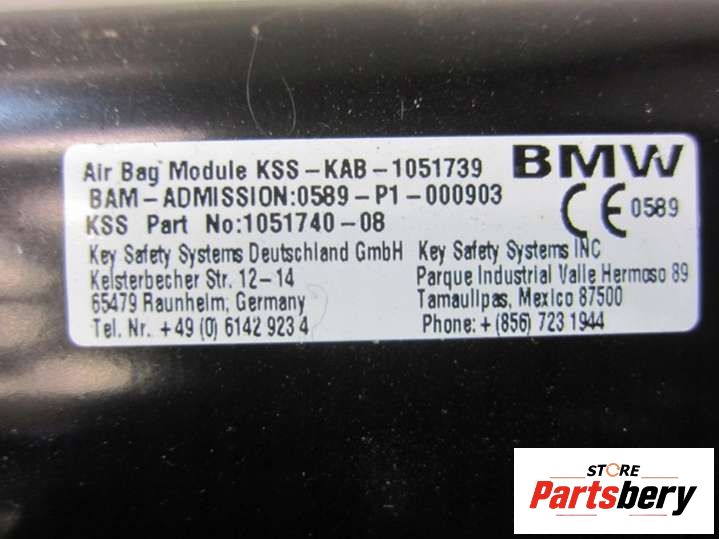 Air Bag Module KSS-KAB-1051739
BAM-ADMISSION:0589-P1-000903
KSS Part No:1051740-08
BMW
CE 0589
Key Safety Systems Deutschland GmbH
Kelsterbecher Str. 12-14
65479 Raunheim, Germany
Tel. Nr. +49 (0) 6142 923 4
Key Safety Systems INC
Parque Industrial Valle Hermoso 89
Tamaulipas, Mexico 87500
Phone: + (856) 723 1944
STORE
Partsbery